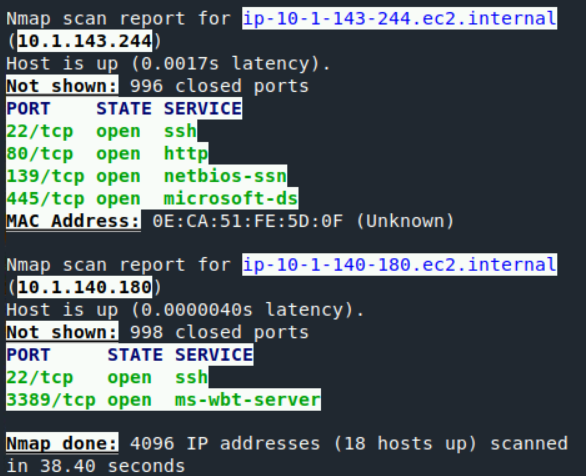 Nmap scan report for ip-10-1-143-244.ec2.internal
(10.1.143.244)
Host is up (0.0017s latency).
Not shown: 996 closed ports
PORT    STATE SERVICE
22/tcp  open  ssh
80/tcp  open  http
139/tcp open  netbios-ssn
445/tcp open  microsoft-ds
MAC Address: 0E:CA:51:FE:5D:0F (Unknown)

Nmap scan report for ip-10-1-140-180.ec2.internal
(10.1.140.180)
Host is up (0.0000040s latency).
Not shown: 998 closed ports
PORT     STATE SERVICE
22/tcp   open  ssh
3389/tcp open  ms-wbt-server

Nmap done: 4096 IP addresses (18 hosts up) scanned
in 38.40 seconds